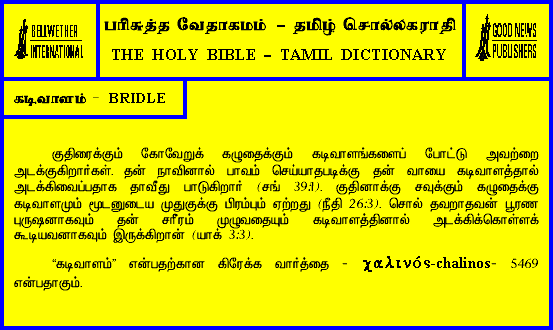 BELLWETHER
INTERNATIONAL
பரிசுத்த வேதாகமம் – தமிழ் சொல்லகராதி
THE HOLY BIBLE – TAMIL DICTIONARY
GOOD NEWS
PUBLISHERS
கடிவாளம் - BRIDLE
குதிரைக்கும் கோவேறுக் கழுதைக்கும் கடிவாளங்களைப் போட்டு அவற்றை
அடக்குகிறார்கள். தன் நாவினால் பாவம் செய்யாதபடிக்கு தன் வாயை கடிவாளத்தால்
அடக்கிவைப்பதாக தாவீது பாடுகிறார் (சங் 39:1). குதினாக்கு சவுக்கும் கழுதைக்கு
கடிவாளமும் மூடனுடைய முதுகுக்கு பிரம்பும் ஏற்றது (நீதி 26:3). சொல் தவறாதவன் பூரண
புருஷனாகவும் தன் சரீரம் முழுவதையும் கடிவாளத்தினால் அடக்கிக்கொள்ளக்
கூடியவனாகவும் இருக்கிறான் (யாக் 3:3).
“கடிவாளம்” என்பதற்கான கிரேக்க வார்த்தை - χαλινός-chalinos- 5469
என்பதாகும்.